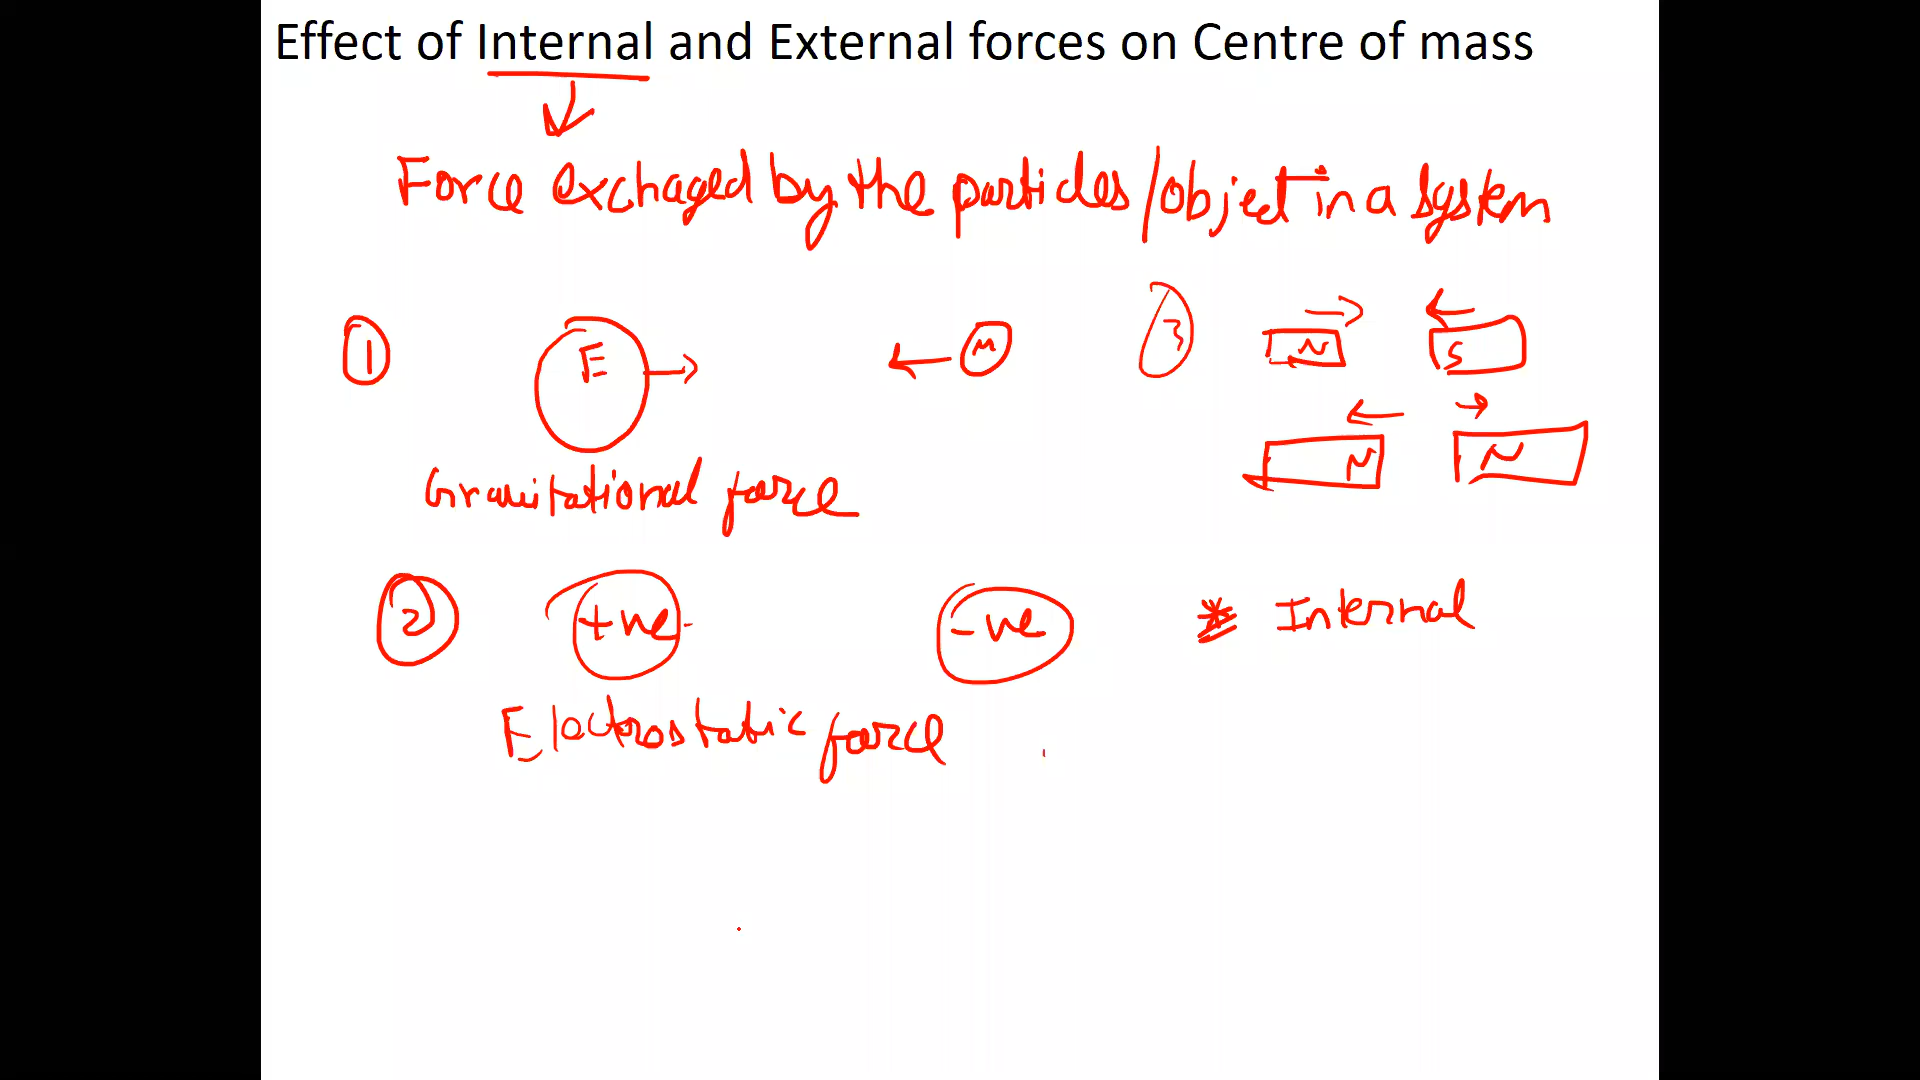 Effect of Internal and External forces on Centre of mass
Force exchaged by the particles/object in a system
1
E
M
3
N
S
N
N
Gravitational force
2
+ve
-ve
* Internal
Electrostatic force